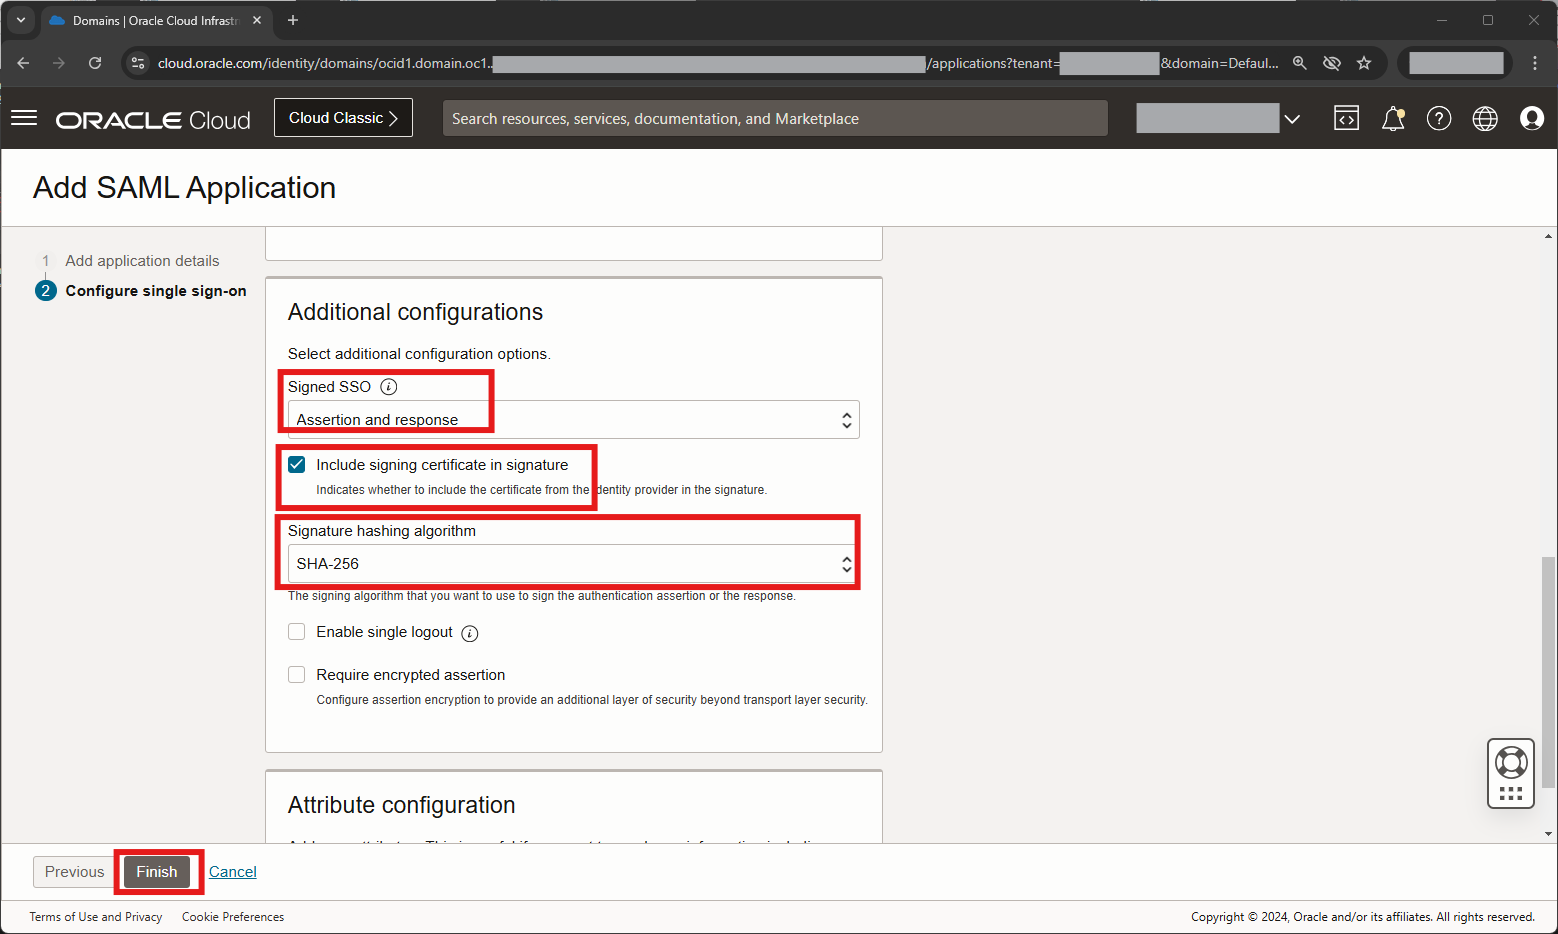 Domains | Oracle Cloud Infrastr
cloud.oracle.com/identity/domains/ocid1.domain.oc1.. /applications?tenant= &domain=Defaul...
ORACLE Cloud
Cloud Classic
Search resources, services, documentation, and Marketplace
Add SAML Application
1 Add application details
2 Configure single sign-on
Additional configurations
Select additional configuration options.
Signed SSO
Assertion and response
Include signing certificate in signature
Indicates whether to include the certificate from the identity provider in the signature.
Signature hashing algorithm
SHA-256
The signing algorithm that you want to use to sign the authentication assertion or the response.
Enable single logout
Require encrypted assertion
Configure assertion encryption to provide an additional layer of security beyond transport layer security.
Attribute configuration
Previous
Finish
Cancel
Terms of Use and Privacy
Cookie Preferences
Copyright © 2024, Oracle and/or its affiliates. All rights reserved.